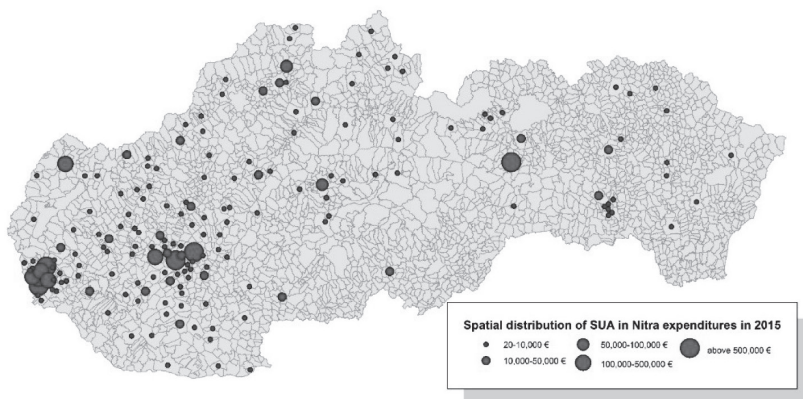 Spatial distribution of SUA in Nitra expenditures in 2015
20-10,000 €
10,000-50,000 €
50,000-100,000 €
100,000-500,000 €
above 500,000 €